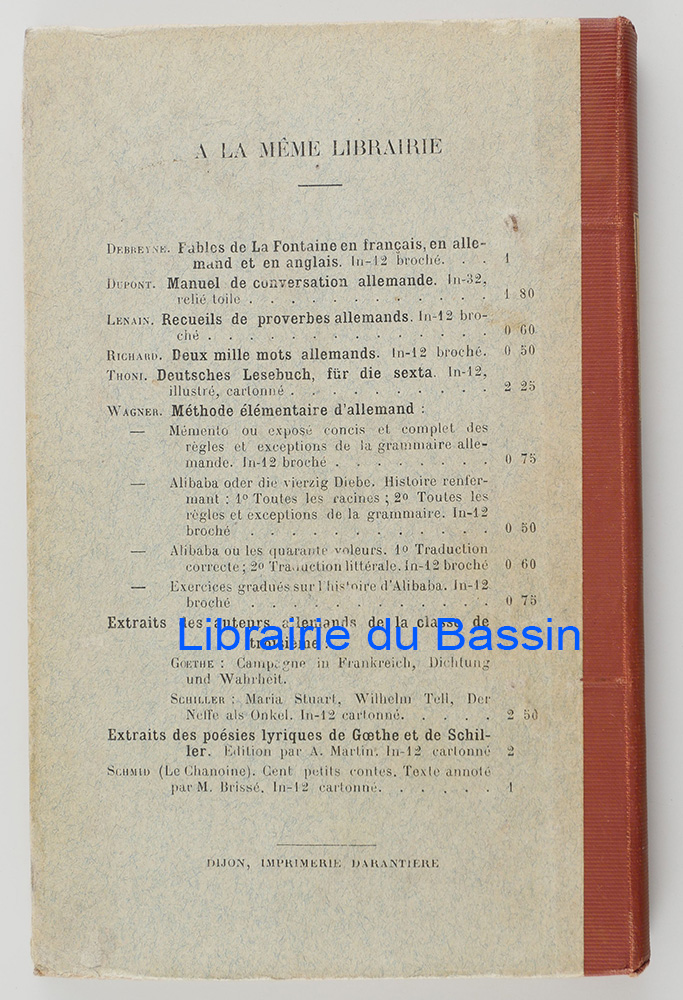 A LA MÊME LIBRAIRIE
DEBREYNE. Fables de La Fontaine en français, en alle-
mand et en anglais. In-12 broché. . . 1
DUPONT. Manuel de conversation allemande. In-32,
relié toile . . . . . . . . . . . . 1 80
LENAIN. Recueils de proverbes allemands. In-12 bro-
ché . . . . . . . . . . . . . . 0 60
RICHARD. Deux mille mots allemands. In-12 broché. 0 50
THONI. Deutsches Lesebuch, für die sexta. In-12,
illustré, cartonné . . . . . . . . . . 2 25
WAGNER. Méthode élémentaire d'allemand :
— Mémento ou exposé concis et complet des
règles et exceptions de la grammaire alle-
mande. In-12 broché . . . . . . . . 0 75
— Alibaba oder die vierzig Diebe. Histoire renfer-
mant : 1º Toutes les racines ; 2º Toutes les
règles et exceptions de la grammaire. In-12
broché . . . . . . . . . . . . 0 50
— Alibaba ou les quarante voleurs. 1º Traduction
correcte ; 2º Traduction littérale. In-12 broché 0 60
— Exercices gradués sur l'histoire d'Alibaba. In-12
broché . . . . . . . . . . . . 0 75
Extraits des auteurs allemands de la classe de
troisième :
Librairie du Bassin
GOETHE : Campagne in Frankreich, Dichtung
und Wahrheit.
SCHILLER : Maria Stuart, Wilhelm Tell, Der
Neffe als Onkel. In-12 cartonné. . . . . 2 50
Extraits des poésies lyriques de Gœthe et de Schil-
ler. Edition par A. Martin. In-12 cartonné 2
SCHMID (Le Chanoine). Cent petits contes. Texte annoté
par M. Brissé. In-12 cartonné. . . . . . 1
DIJON, IMPRIMERIE DARANTIERE